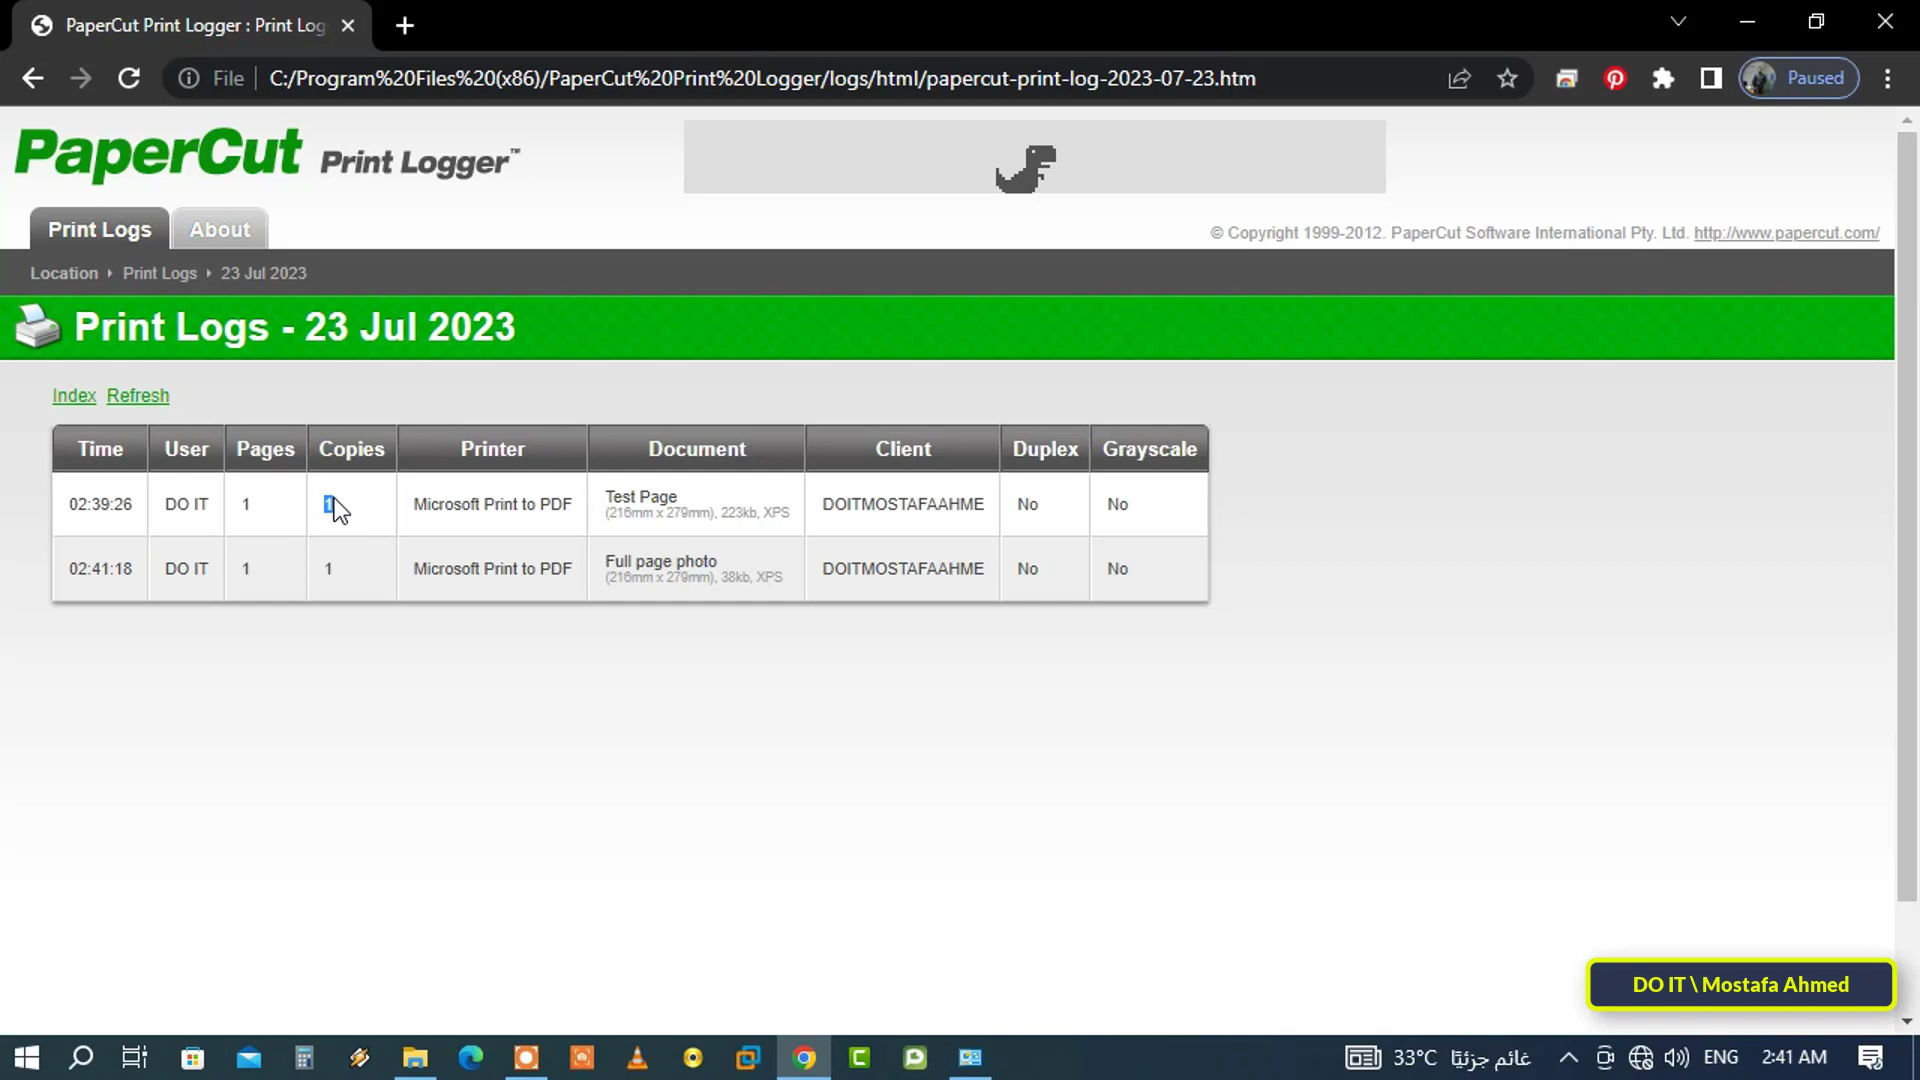 PaperCut Print Logger : Print Log
File C:/Program%20Files%20(x86)/PaperCut%20Print%20Logger/logs/html/papercut-print-log-2023-07-23.htm Paused
PaperCut Print Logger™
Print Logs About
© Copyright 1999-2012. PaperCut Software International Pty. Ltd. http://www.papercut.com/
Location Print Logs 23 Jul 2023
Print Logs - 23 Jul 2023
Index Refresh
Time User Pages Copies Printer Document Client Duplex Grayscale
02:39:26 DO IT 1 1 Microsoft Print to PDF Test Page DOITMOSTAFAAHME No No
(216mm x 279mm), 223kb, XPS
02:41:18 DO IT 1 1 Microsoft Print to PDF Full page photo DOITMOSTAFAAHME No No
(216mm x 279mm), 38kb, XPS
DO IT \ Mostafa Ahmed
33°C غائم جزئيًا ENG 2:41 AM